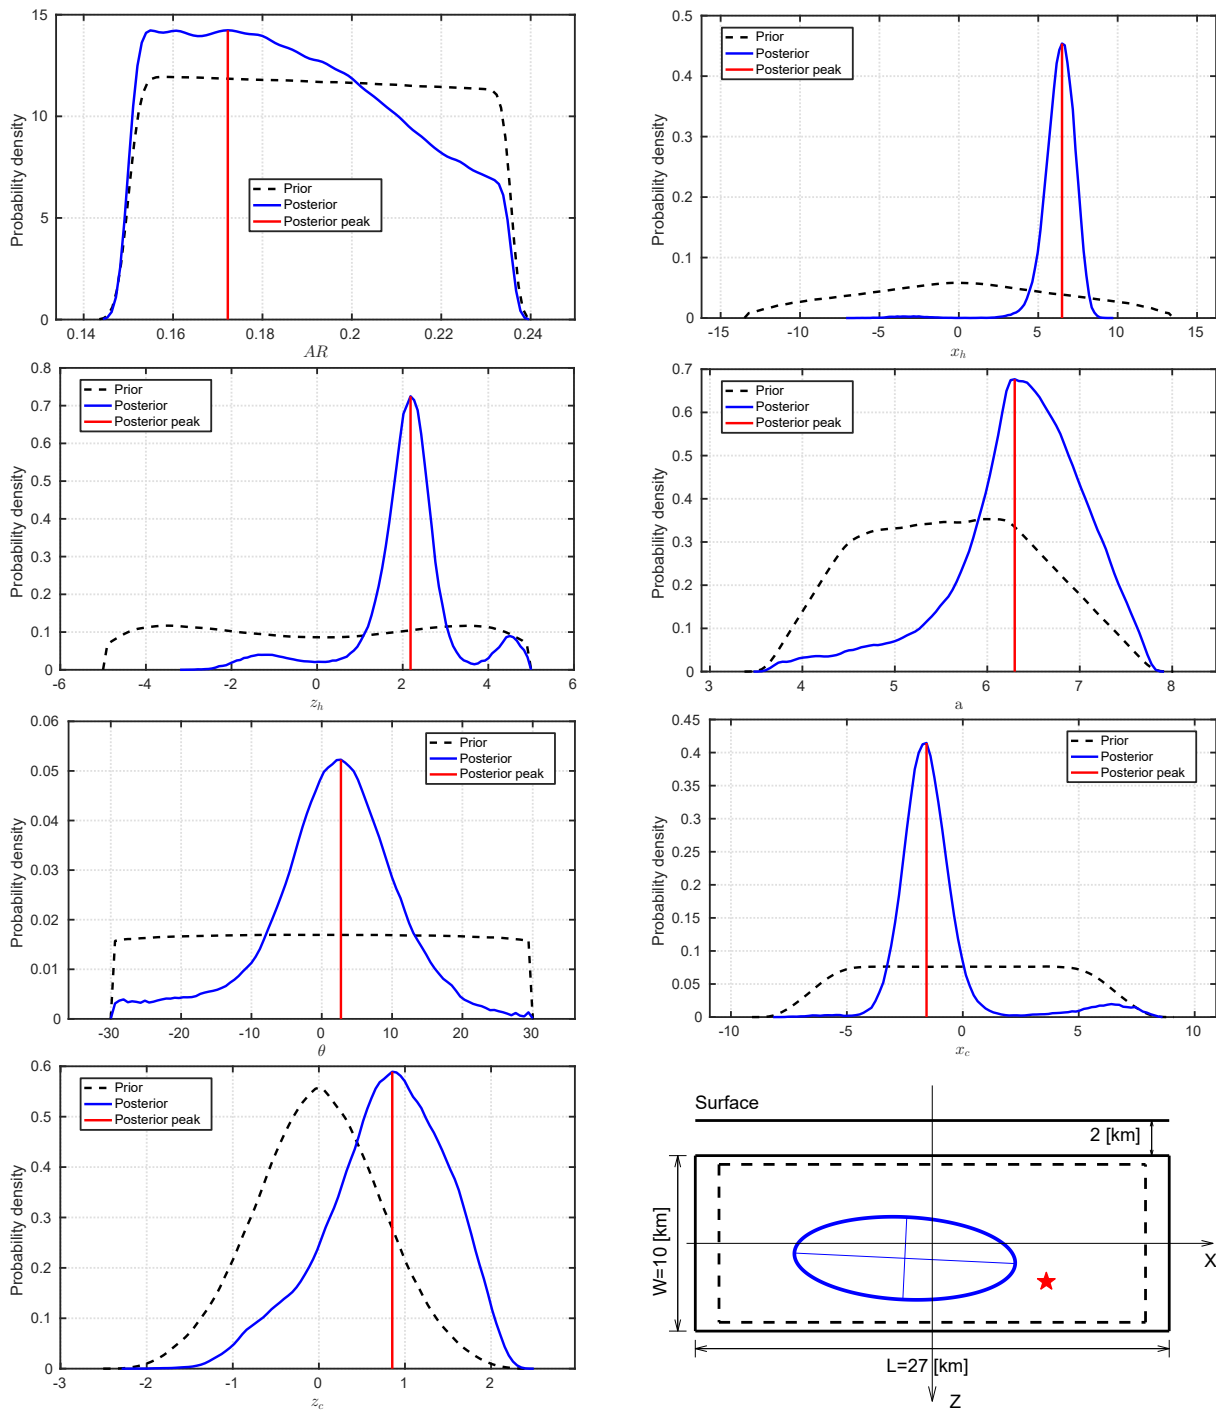 15
10
5
0
Probability density
Prior
Posterior
Posterior peak
0.14
0.16
0.18
0.2
0.22
0.24
AR
0.5
0.4
0.3
0.2
0.1
0
Probability density
Prior
Posterior
Posterior peak
-15
-10
-5
0
5
10
15
x_h
0.8
0.7
0.6
0.5
0.4
0.3
0.2
0.1
0
Probability density
Prior
Posterior
Posterior peak
-6
-4
-2
0
2
4
6
z_h
0.7
0.6
0.5
0.4
0.3
0.2
0.1
0
Probability density
Prior
Posterior
Posterior peak
3
4
5
6
7
8
a
0.06
0.05
0.04
0.03
0.02
0.01
0
Probability density
Prior
Posterior
Posterior peak
-30
-20
-10
0
10
20
30
θ
0.45
0.4
0.35
0.3
0.25
0.2
0.15
0.1
0.05
0
Probability density
Prior
Posterior
Posterior peak
-10
-5
0
5
10
x_c
0.6
0.5
0.4
0.3
0.2
0.1
0
Probability density
Prior
Posterior
Posterior peak
-3
-2
-1
0
1
2
z_c
Surface
2 [km]
W=10 [km]
X
L=27 [km]
Z